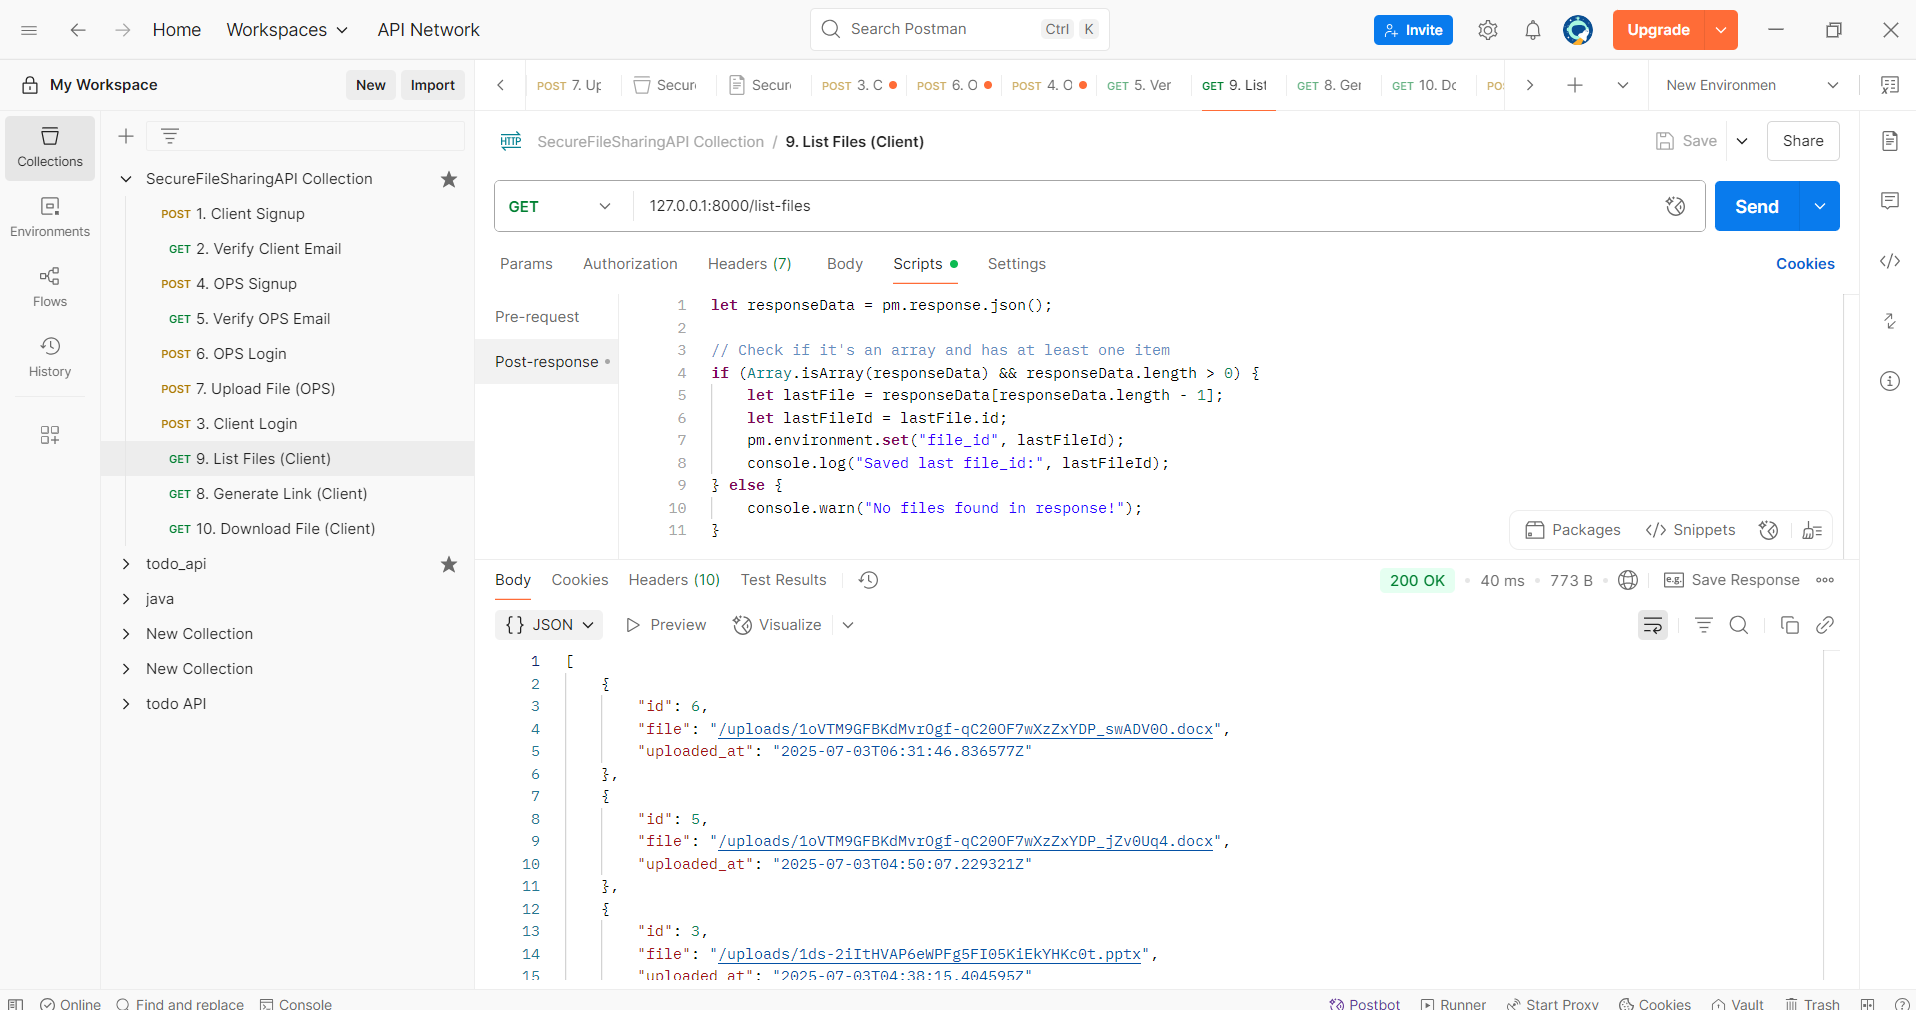 Home
Workspaces
API Network
Search Postman
Ctrl K
Invite
Upgrade
My Workspace
New
Import
POST 7. Up
Secure
Secur
POST 3. C
POST 6. O
POST 4. O
GET 5. Ver
GET 9. List
GET 8. Ger
GET 10. Do
PO
New Environmen
Collections
Environments
Flows
History
SecureFileSharingAPI Collection
POST 1. Client Signup
GET 2. Verify Client Email
POST 4. OPS Signup
GET 5. Verify OPS Email
POST 6. OPS Login
POST 7. Upload File (OPS)
POST 3. Client Login
GET 9. List Files (Client)
GET 8. Generate Link (Client)
GET 10. Download File (Client)
todo_api
java
New Collection
New Collection
todo API
HTTP SecureFileSharingAPI Collection / 9. List Files (Client)
Save
Share
GET
127.0.0.1:8000/list-files
Send
Params
Authorization
Headers (7)
Body
Scripts
Settings
Cookies
Pre-request
Post-response
1 let responseData = pm.response.json();
2
3 // Check if it's an array and has at least one item
4 if (Array.isArray(responseData) && responseData.length > 0) {
5 let lastFile = responseData[responseData.length - 1];
6 let lastFileId = lastFile.id;
7 pm.environment.set("file_id", lastFileId);
8 console.log("Saved last file_id:", lastFileId);
9 } else {
10 console.warn("No files found in response!");
11 }
Packages
</> Snippets
Body
Cookies
Headers (10)
Test Results
200 OK
40 ms
773 B
e.g. Save Response
{} JSON
Preview
Visualize
1 [
2 {
3 "id": 6,
4 "file": "/uploads/1oVTM9GFBKdMvrOgf-qC20OF7wXzZxYDP_swADV0O.docx",
5 "uploaded_at": "2025-07-03T06:31:46.836577Z"
6 },
7 {
8 "id": 5,
9 "file": "/uploads/1oVTM9GFBKdMvrOgf-qC20OF7wXzZxYDP_jZv0Uq4.docx",
10 "uploaded_at": "2025-07-03T04:50:07.229321Z"
11 },
12 {
13 "id": 3,
14 "file": "/uploads/1ds-2iItHVAP6eWPFg5FI05KiEkYHKc0t.pptx",
15 "uploaded_at": "2025-07-03T04:38:15.404595Z"
Online
Find and replace
Console
Postbot
Runner
Start Proxy
Cookies
Vault
Trash